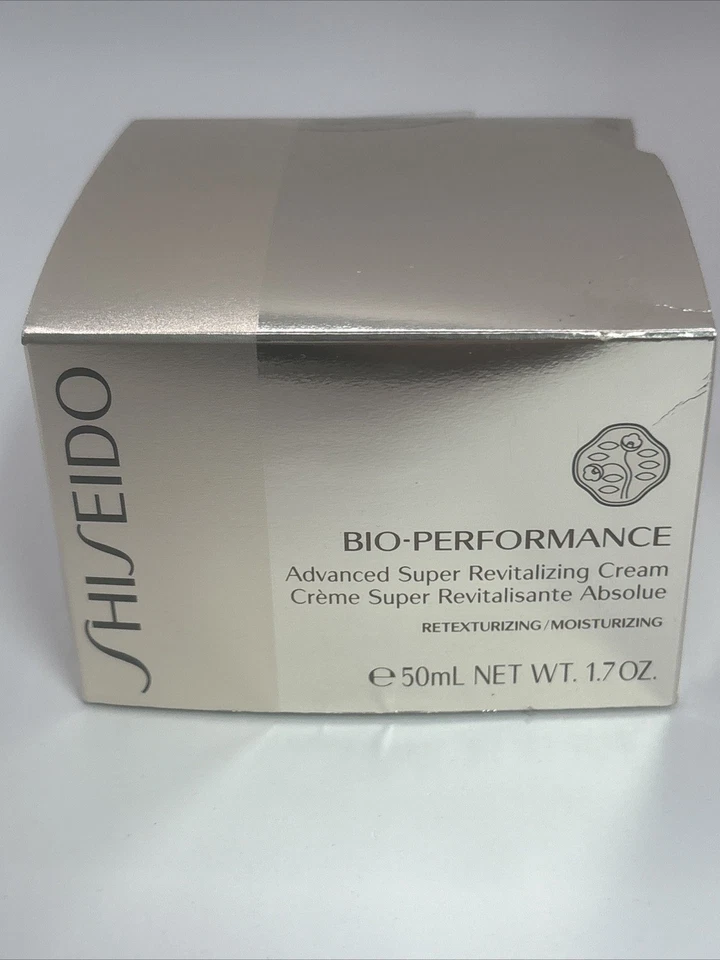 SHISEIDO
BIO-PERFORMANCE
Advanced Super Revitalizing Cream
Crème Super Revitalisante Absolue
RETEXTURIZING/MOISTURIZING
℮ 50mL NET WT. 1.7 OZ.